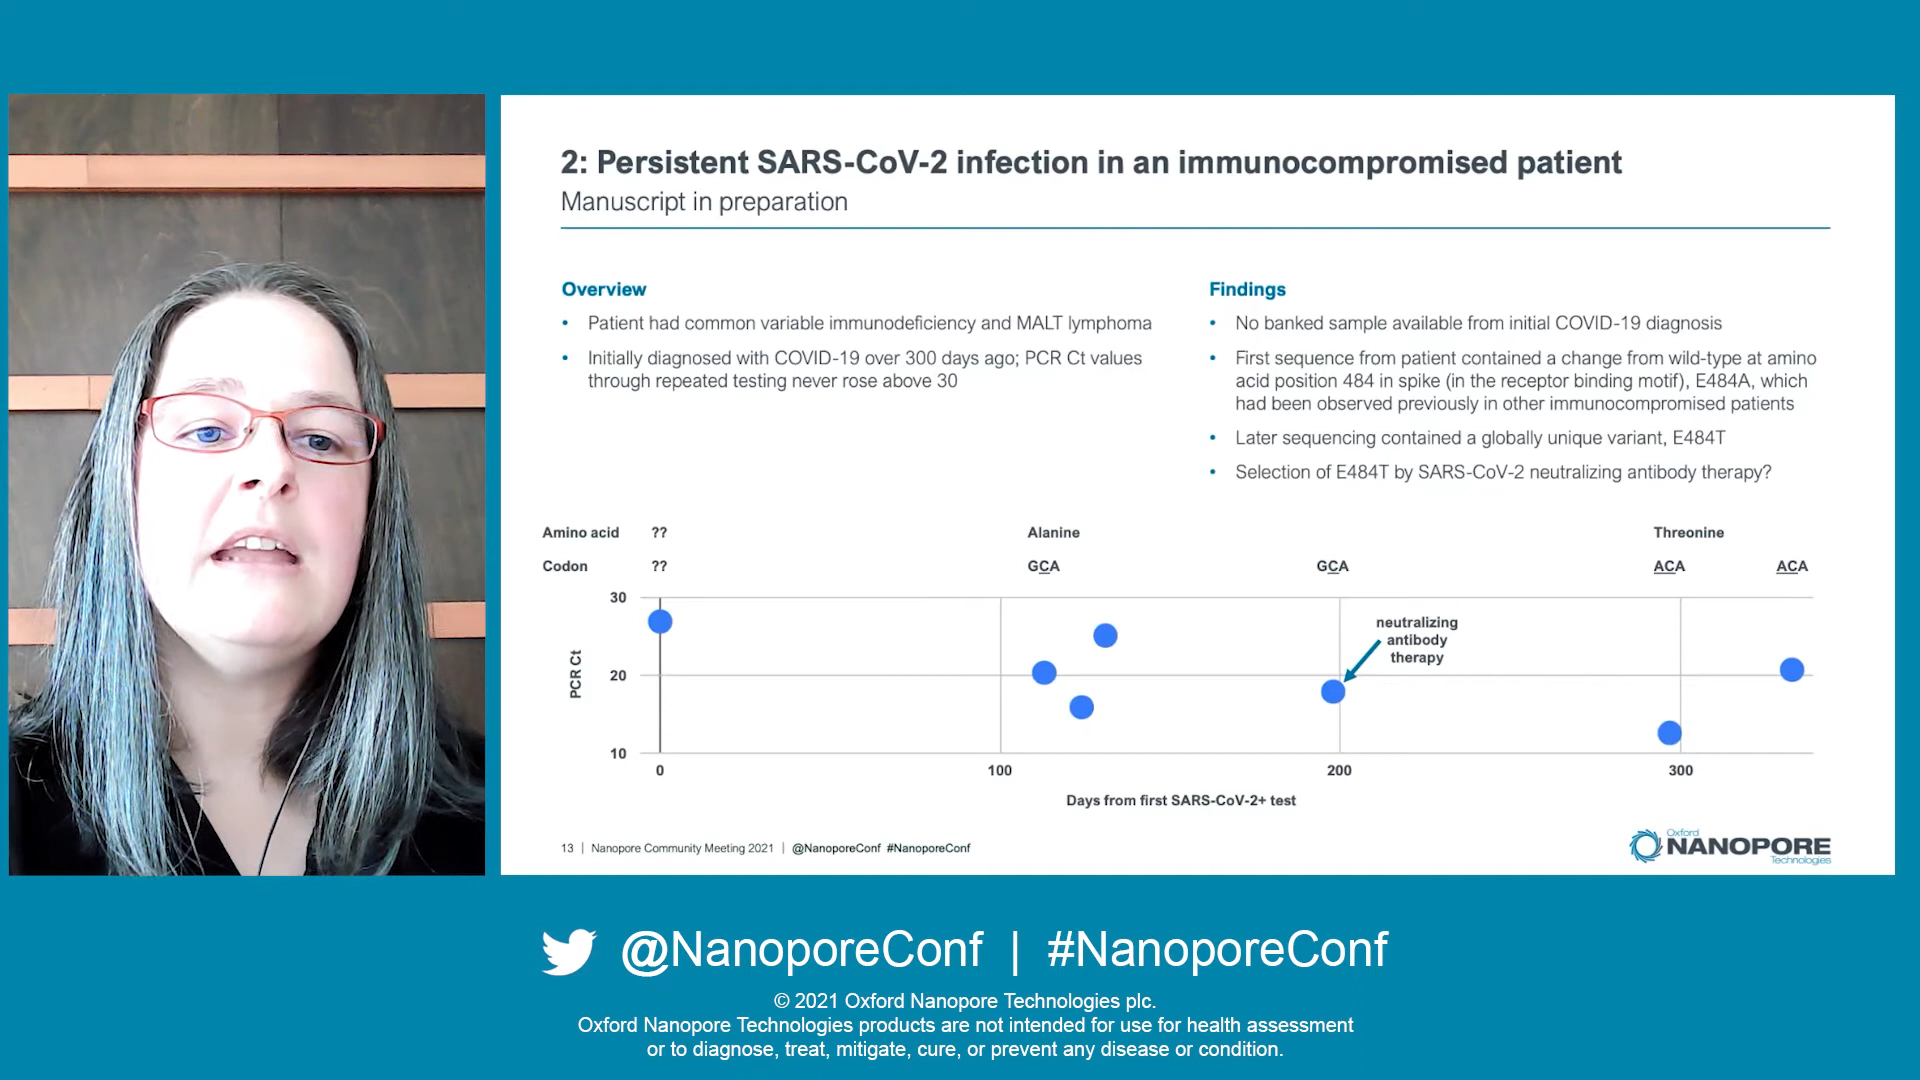 2: Persistent SARS-CoV-2 infection in an immunocompromised patient
Manuscript in preparation
Overview
• Patient had common variable immunodeficiency and MALT lymphoma
• Initially diagnosed with COVID-19 over 300 days ago; PCR Ct values
through repeated testing never rose above 30
Findings
• No banked sample available from initial COVID-19 diagnosis
• First sequence from patient contained a change from wild-type at amino
acid position 484 in spike (in the receptor binding motif), E484A, which
had been observed previously in other immunocompromised patients
• Later sequencing contained a globally unique variant, E484T
• Selection of E484T by SARS-CoV-2 neutralizing antibody therapy?
Amino acid ?? Alanine Threonine
Codon ?? GCA GCA ACA ACA
30
20
10
PCR Ct
neutralizing
antibody
therapy
0 100 200 300
Days from first SARS-CoV-2+ test
13 | Nanopore Community Meeting 2021 | @NanoporeConf #NanoporeConf
Oxford
NANOPORE
Technologies
@NanoporeConf | #NanoporeConf
© 2021 Oxford Nanopore Technologies plc.
Oxford Nanopore Technologies products are not intended for use for health assessment
or to diagnose, treat, mitigate, cure, or prevent any disease or condition.